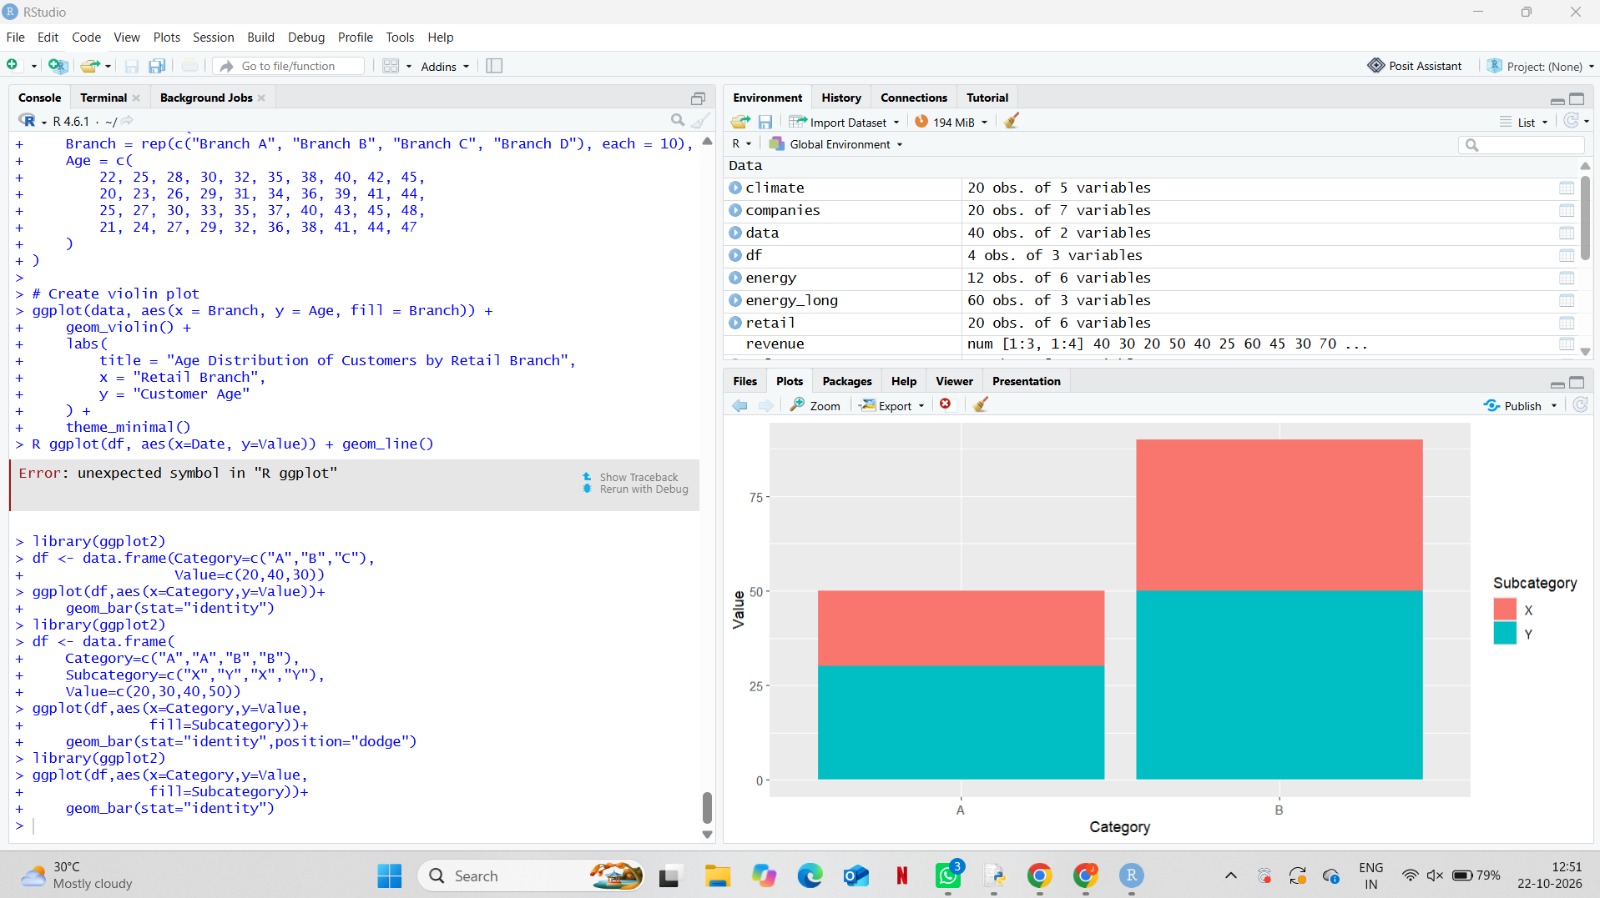 RStudio
File Edit Code View Plots Session Build Debug Profile Tools Help
Go to file/function Addins Posit Assistant Project: (None)
Console Terminal Background Jobs
R 4.6.1 · ~/
+     Branch = rep(c("Branch A", "Branch B", "Branch C", "Branch D"), each = 10),
+     Age = c(
+         22, 25, 28, 30, 32, 35, 38, 40, 42, 45,
+         20, 23, 26, 29, 31, 34, 36, 39, 41, 44,
+         25, 27, 30, 33, 35, 37, 40, 43, 45, 48,
+         21, 24, 27, 29, 32, 36, 38, 41, 44, 47
+     )
+ )
>
> # Create violin plot
> ggplot(data, aes(x = Branch, y = Age, fill = Branch)) +
+     geom_violin() +
+     labs(
+         title = "Age Distribution of Customers by Retail Branch",
+         x = "Retail Branch",
+         y = "Customer Age"
+     ) +
+     theme_minimal()
> R ggplot(df, aes(x=Date, y=Value)) + geom_line()
Error: unexpected symbol in "R ggplot"
Show Traceback
Rerun with Debug
> library(ggplot2)
> df <- data.frame(Category=c("A","B","C"),
+                  Value=c(20,40,30))
> ggplot(df,aes(x=Category,y=Value))+
+     geom_bar(stat="identity")
> library(ggplot2)
> df <- data.frame(
+     Category=c("A","A","B","B"),
+     Subcategory=c("X","Y","X","Y"),
+     Value=c(20,30,40,50))
> ggplot(df,aes(x=Category,y=Value,
+               fill=Subcategory))+
+     geom_bar(stat="identity",position="dodge")
> library(ggplot2)
> ggplot(df,aes(x=Category,y=Value,
+               fill=Subcategory))+
+     geom_bar(stat="identity")
>
Environment History Connections Tutorial
Import Dataset 194 MiB List
R Global Environment
Data
climate 20 obs. of 5 variables
companies 20 obs. of 7 variables
data 40 obs. of 2 variables
df 4 obs. of 3 variables
energy 12 obs. of 6 variables
energy_long 60 obs. of 3 variables
retail 20 obs. of 6 variables
revenue num [1:3, 1:4] 40 30 20 50 40 25 60 45 30 70 ...
Files Plots Packages Help Viewer Presentation
Zoom Export Publish
75
50
25
0
Value
A B
Category
Subcategory
X
Y
30°C
Mostly cloudy
Search
3
ENG
IN
79%
12:51
22-10-2026